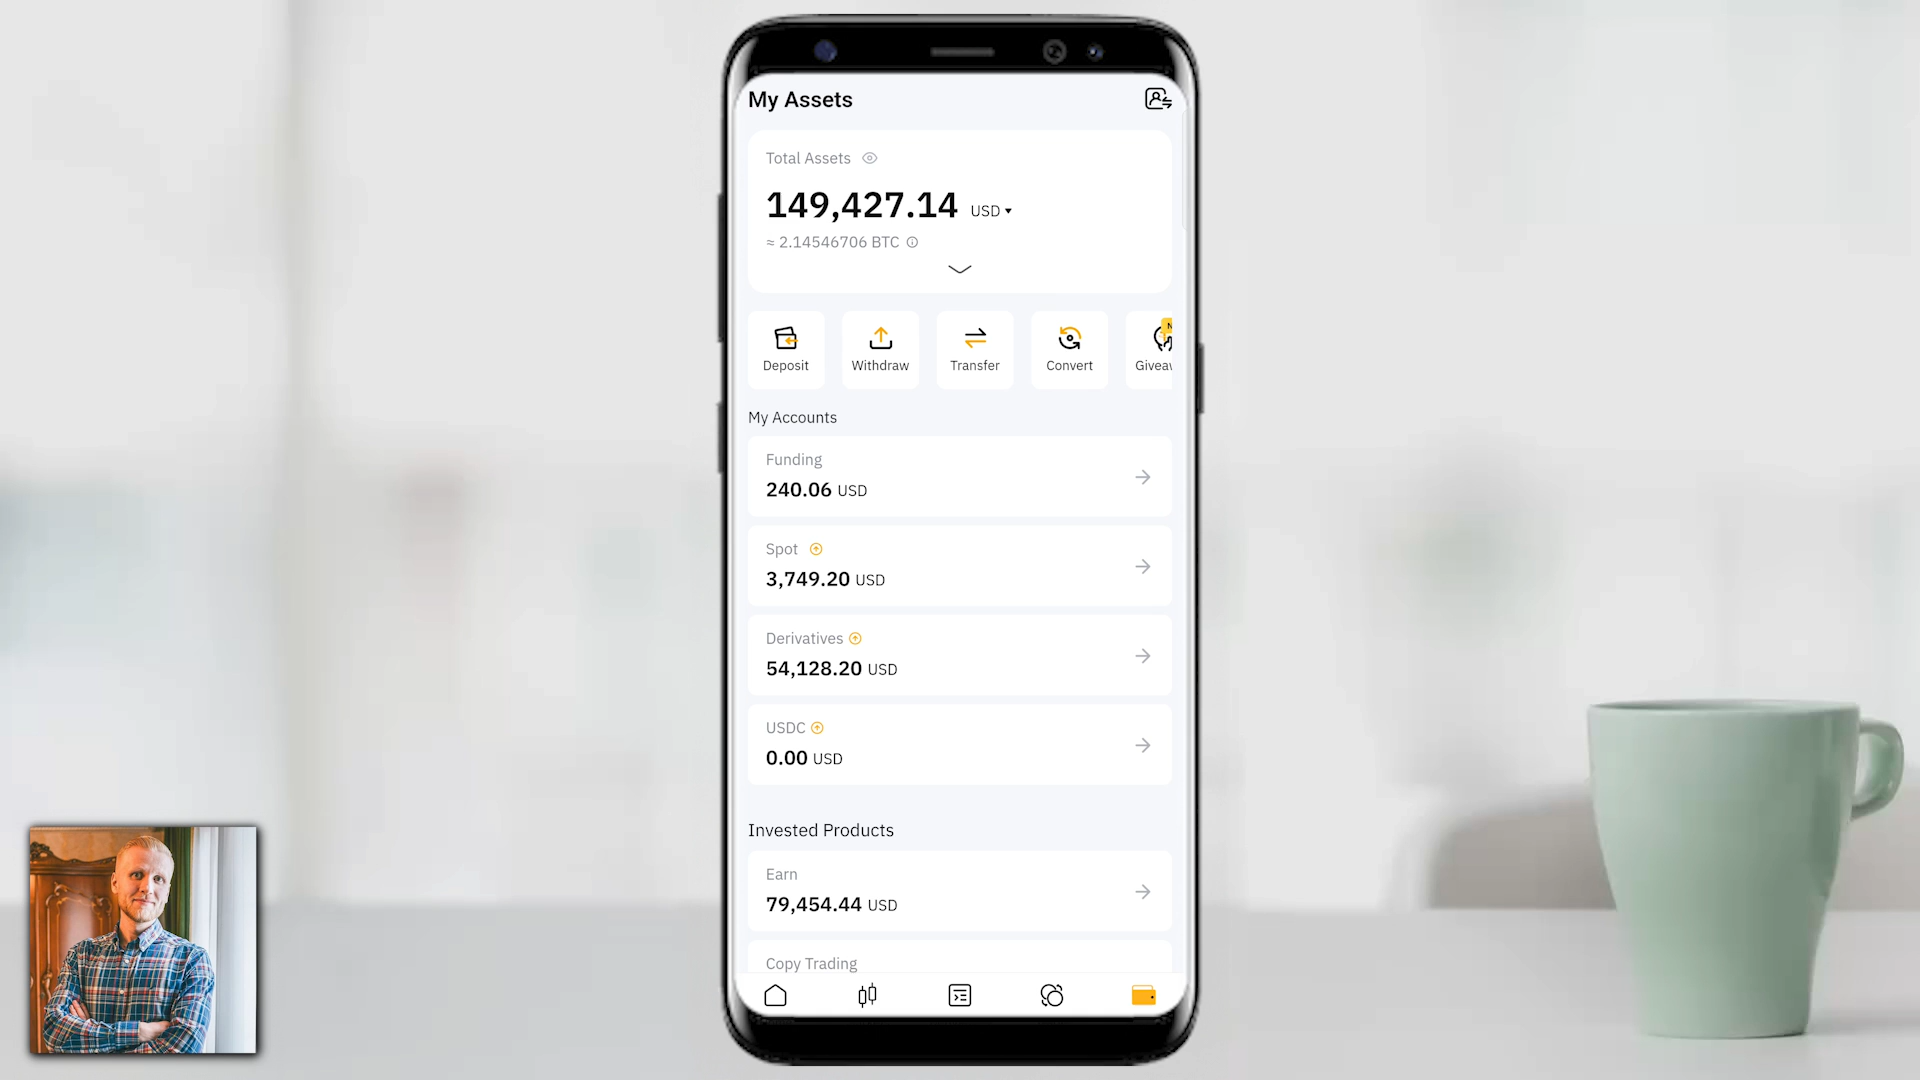 My Assets
Total Assets
149,427.14 USD
≈ 2.14546706 BTC
Deposit Withdraw Transfer Convert
My Accounts
Funding
240.06 USD
Spot
3,749.20 USD
Derivatives
54,128.20 USD
USDC
0.00 USD
Invested Products
Earn
79,454.44 USD
Copy Trading